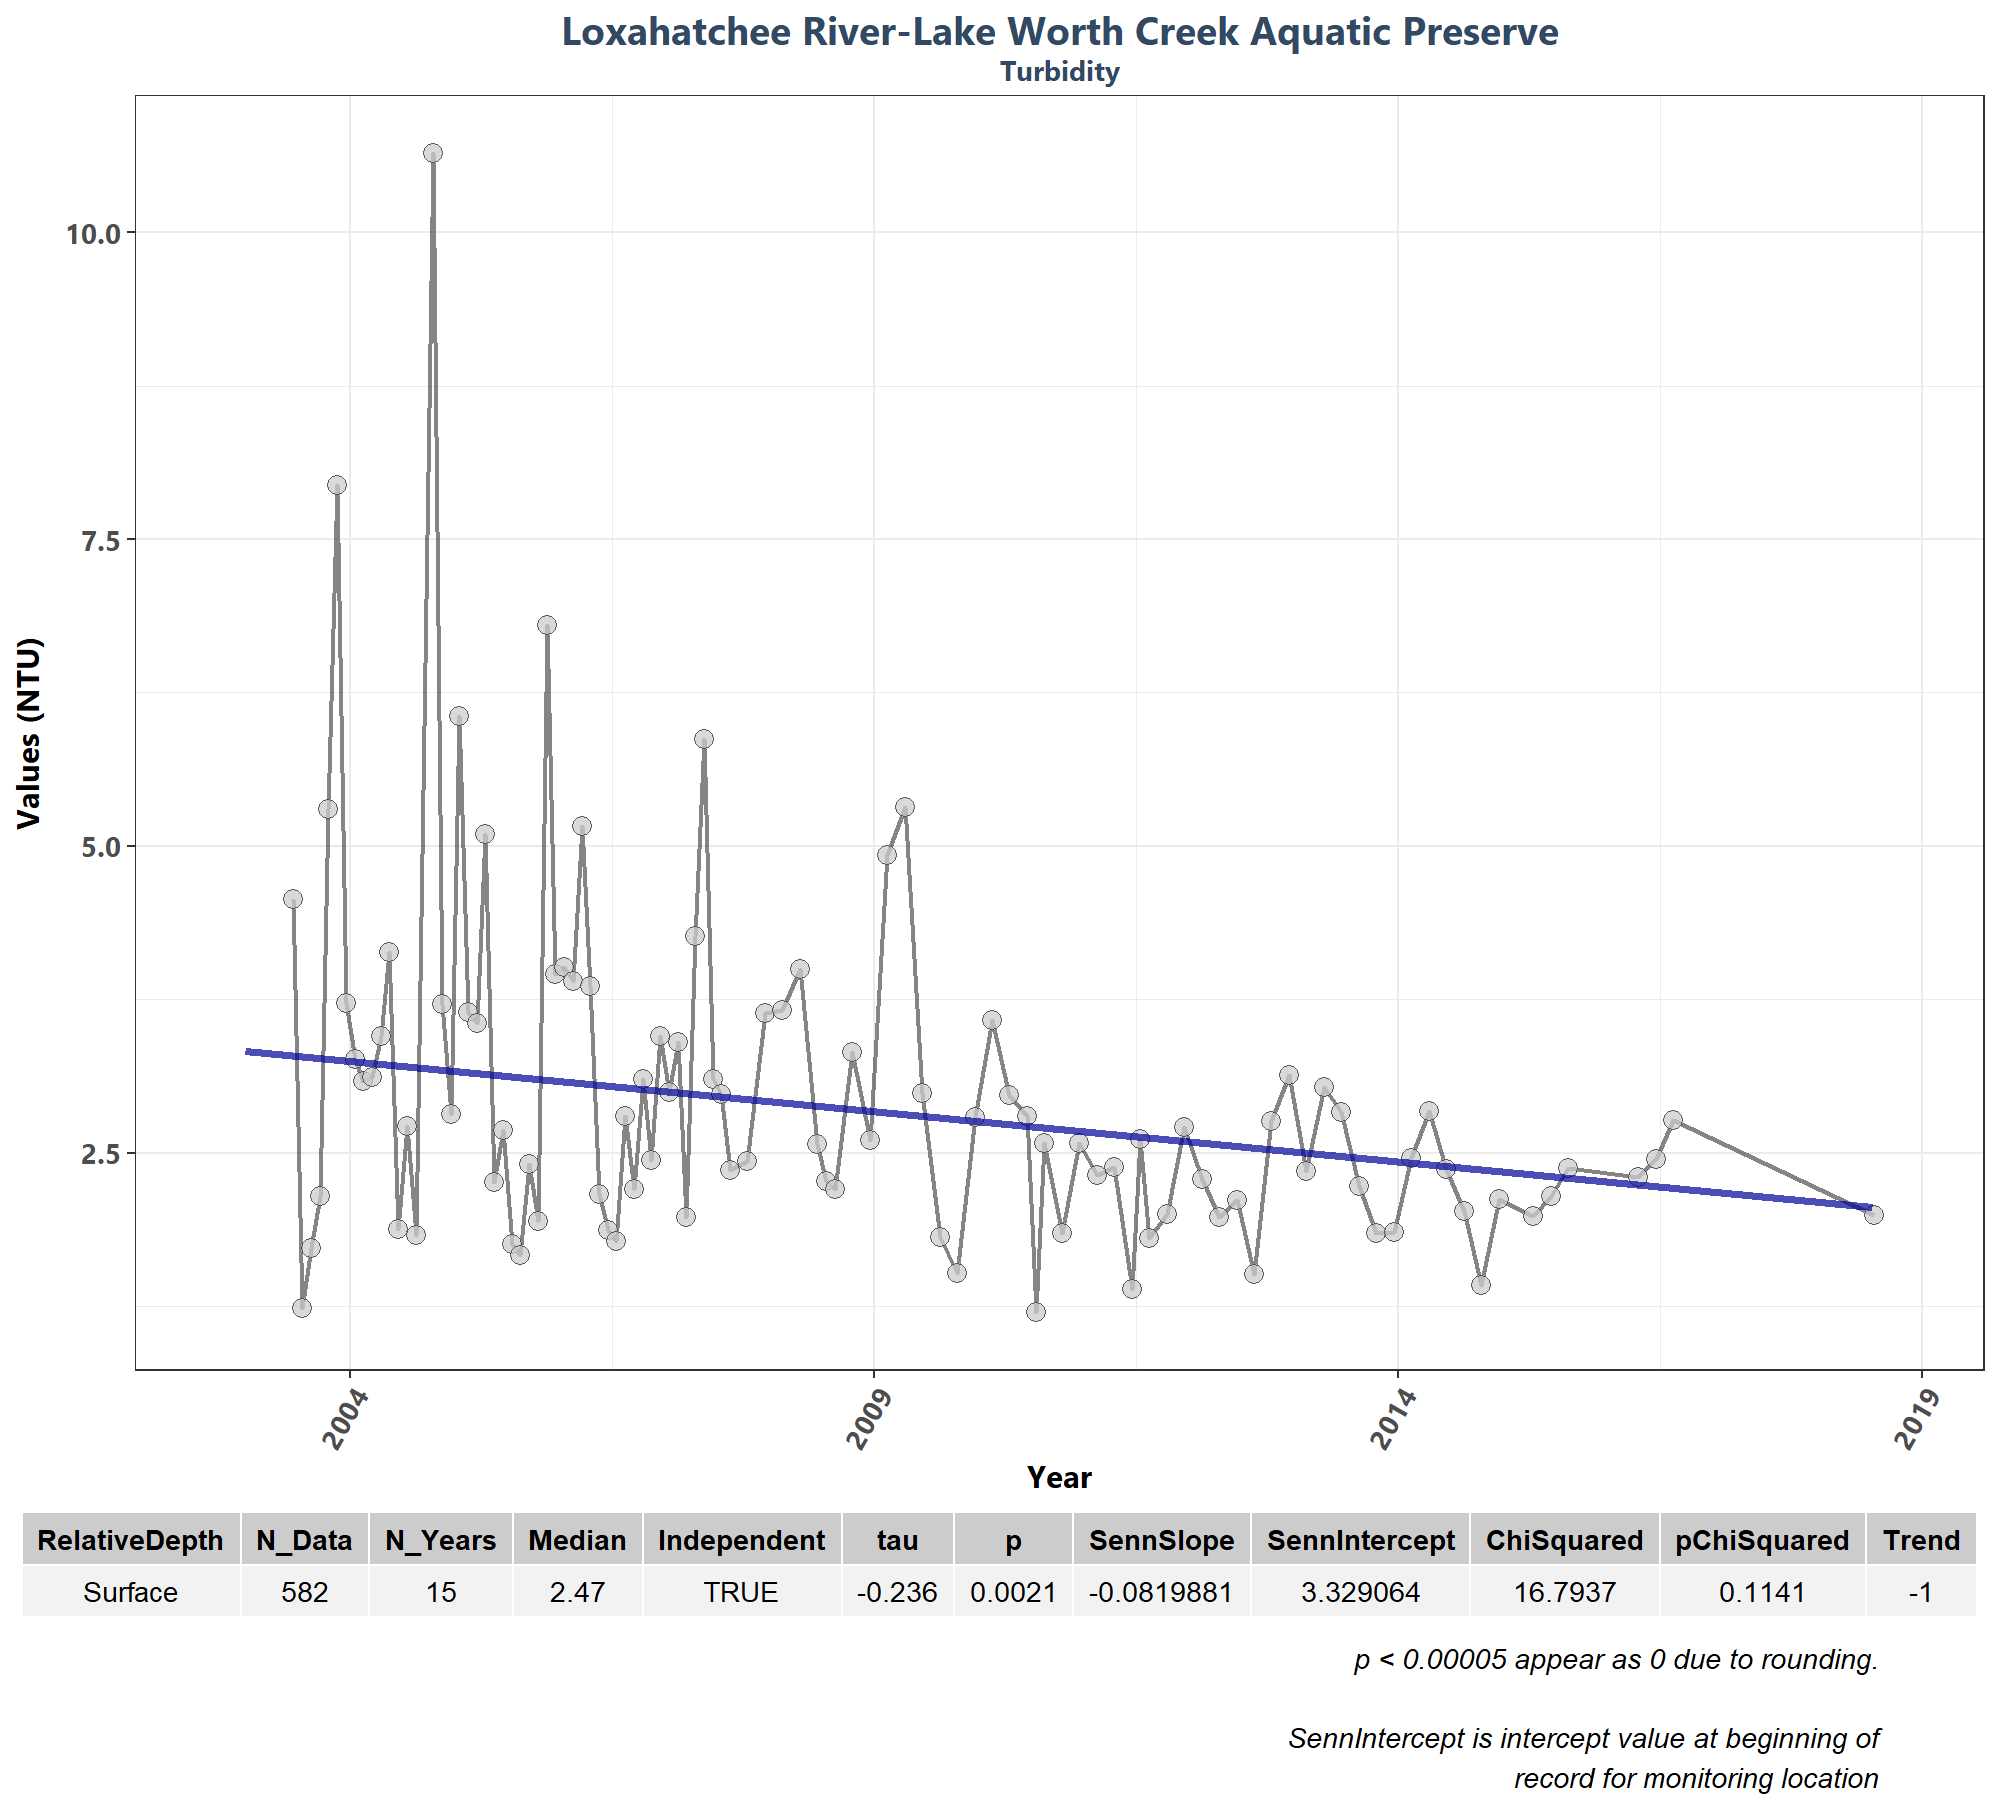 Loxahatchee River-Lake Worth Creek Aquatic Preserve
Turbidity
Values (NTU)
10.0
7.5
5.0
2.5
2004
2009
2014
2019
Year
RelativeDepth N_Data N_Years Median Independent tau p SennSlope SennIntercept ChiSquared pChiSquared Trend
Surface 582 15 2.47 TRUE -0.236 0.0021 -0.0819881 3.329064 16.7937 0.1141 -1
p < 0.00005 appear as 0 due to rounding.
SennIntercept is intercept value at beginning of
record for monitoring location